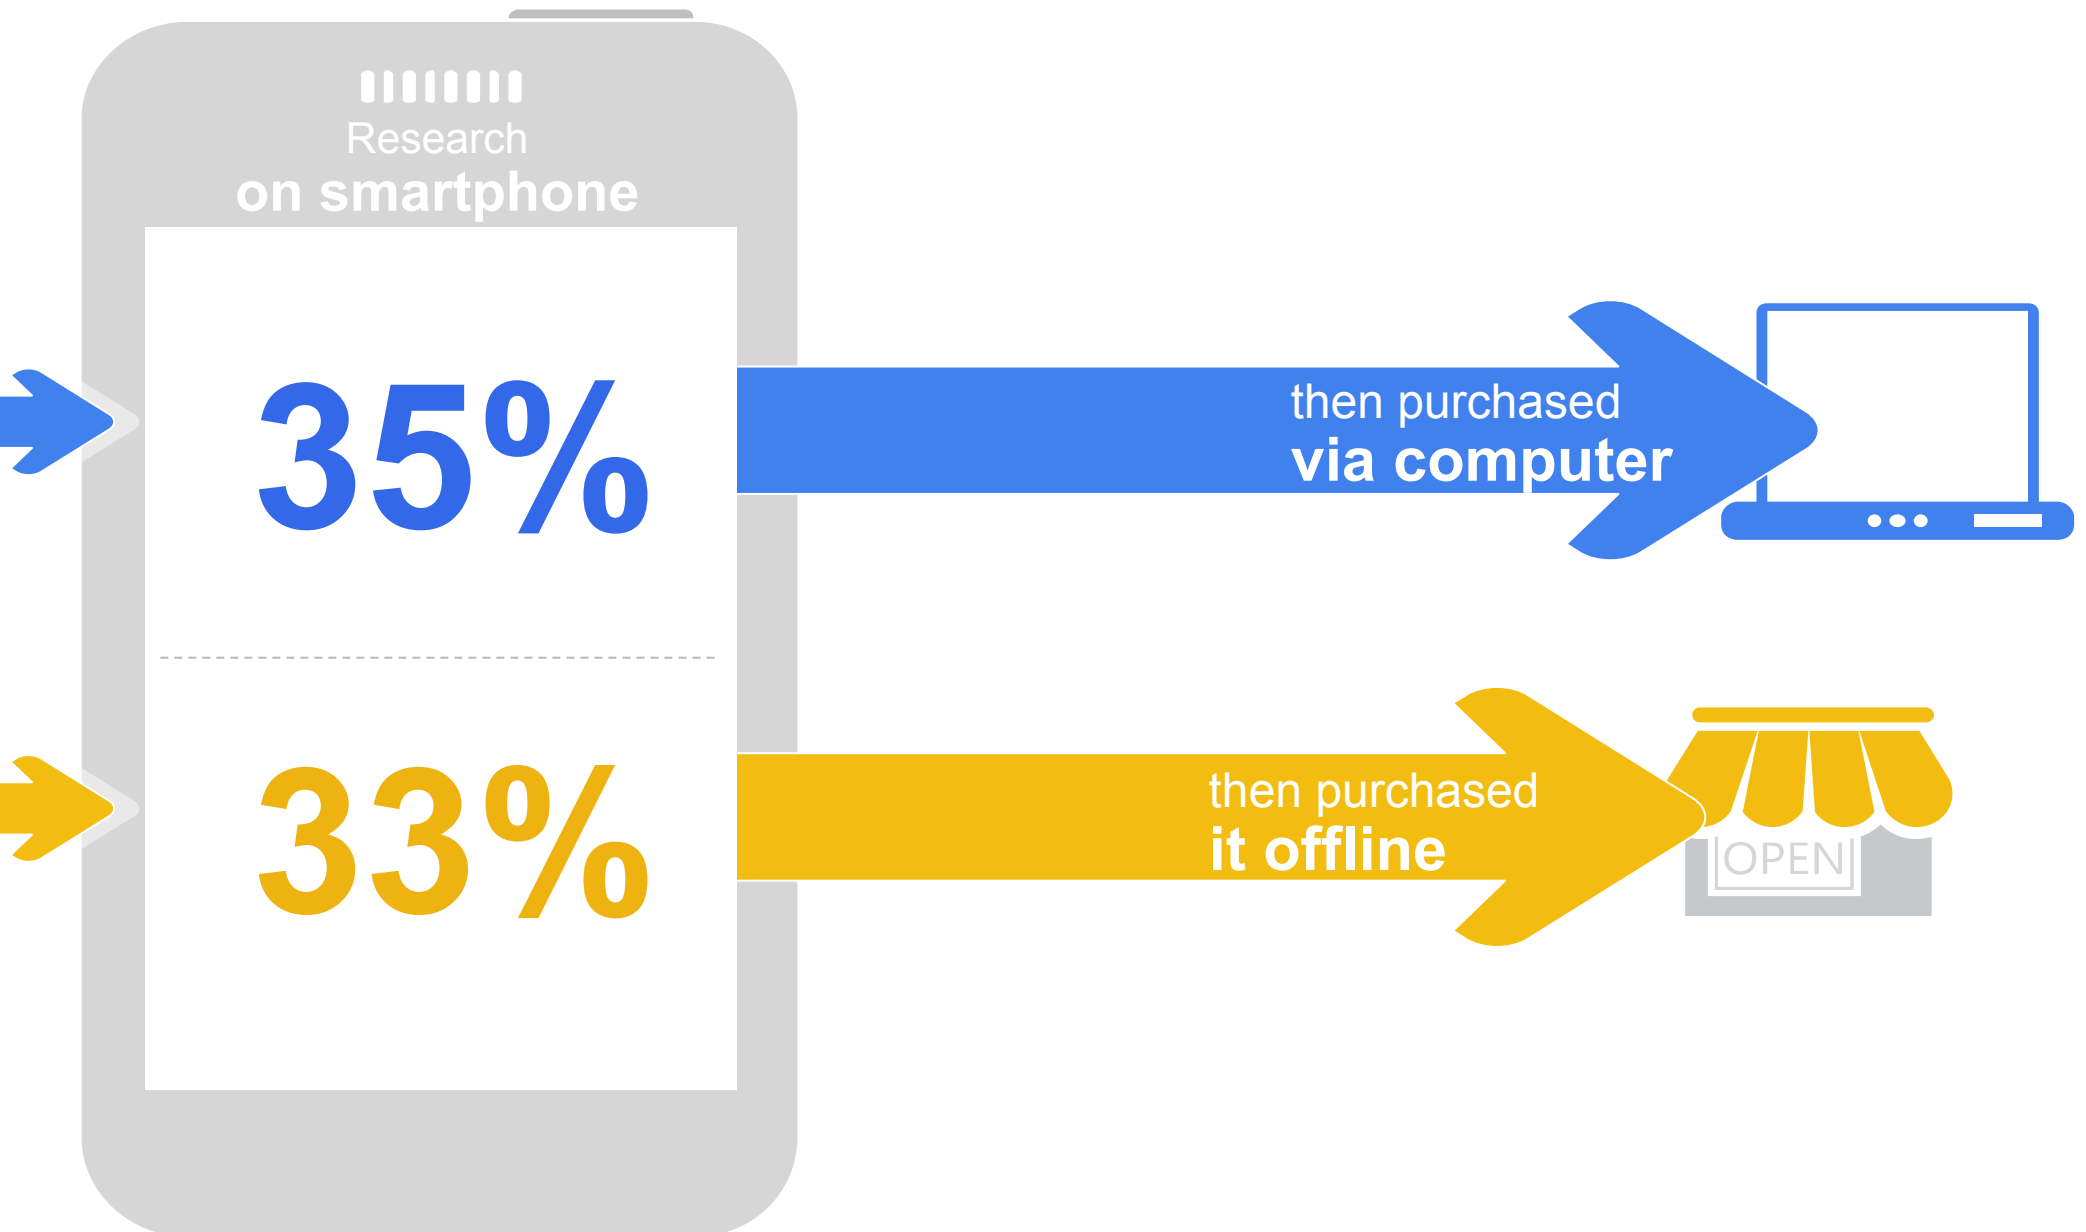 Research
on smartphone
35%
then purchased
via computer
33%
then purchased
it offline
OPEN